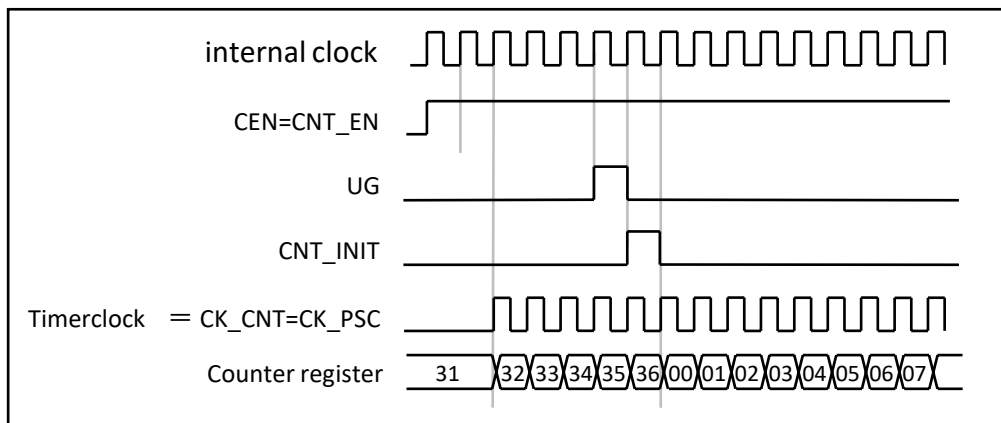 internal clock
CEN=CNT_EN
UG
CNT_INIT
Timerclock = CK_CNT=CK_PSC
Counter register 31 32 33 34 35 36 00 01 02 03 04 05 06 07